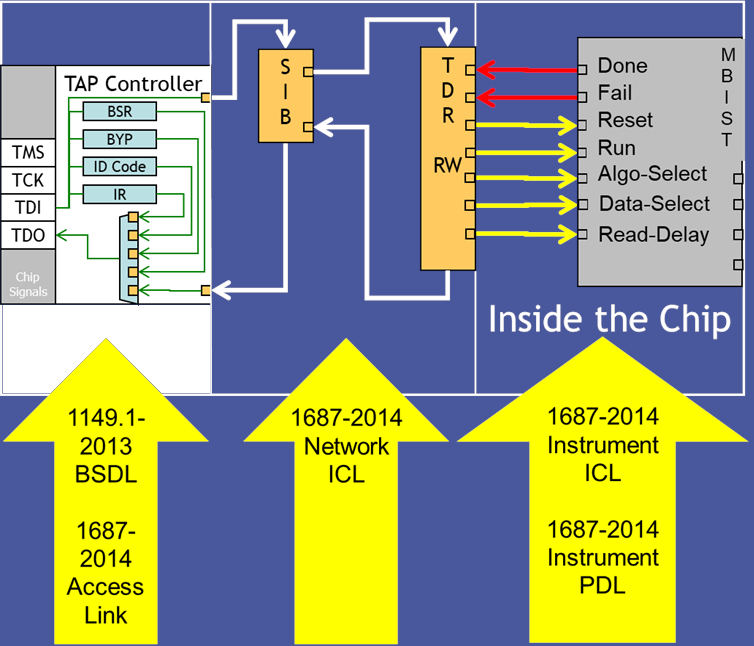 TAP Controller
BSR
BYP
ID Code
IR
TMS
TCK
TDI
TDO
Chip
Signals
S
I
B
T
D
R
RW
Done
Fail
Reset
Run
Algo-Select
Data-Select
Read-Delay
M
B
I
S
T
Inside the Chip
1149.1-
2013
BSDL
1687-
2014
Access
Link
1687-2014
Network
ICL
1687-2014
Instrument
ICL
1687-2014
Instrument
PDL